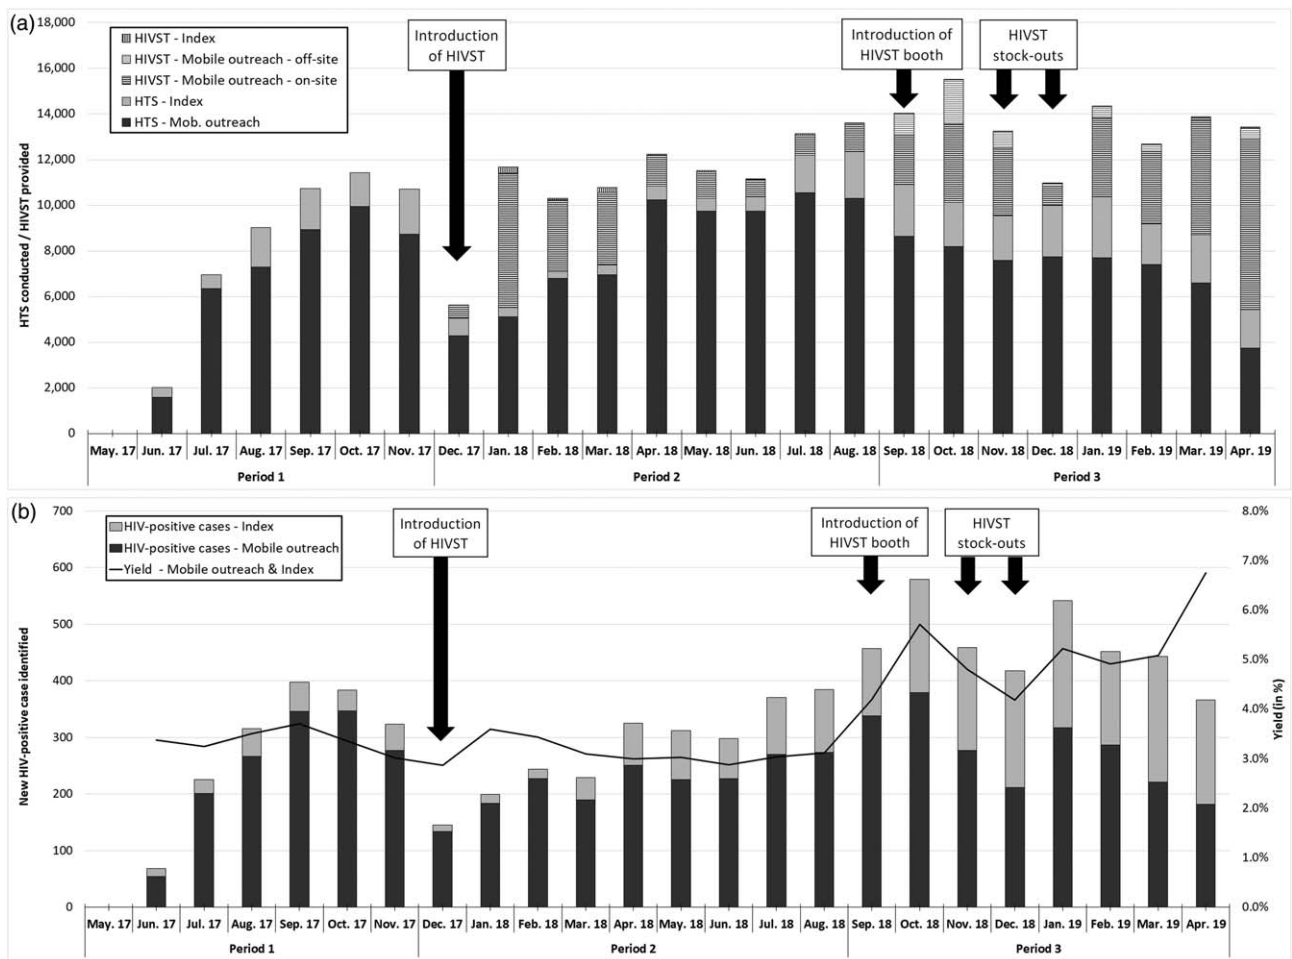 (a)
18,000
16,000
14,000
12,000
10,000
8,000
6,000
4,000
2,000
0
HTS conducted / HIVST provided
HIVST - Index
HIVST - Mobile outreach - off-site
HIVST - Mobile outreach - on-site
HTS - Index
HTS - Mob. outreach
Introduction
of HIVST
Introduction of
HIVST booth
HIVST
stock-outs
May. 17 Jun. 17 Jul. 17 Aug. 17 Sep. 17 Oct. 17 Nov. 17 Dec. 17 Jan. 18 Feb. 18 Mar. 18 Apr. 18 May. 18 Jun. 18 Jul. 18 Aug. 18 Sep. 18 Oct. 18 Nov. 18 Dec. 18 Jan. 19 Feb. 19 Mar. 19 Apr. 19
Period 1 Period 2 Period 3
(b)
700
600
500
400
300
200
100
0
New HIV-positive case identified
HIV-positive cases - Index
HIV-positive cases - Mobile outreach
Yield - Mobile outreach & Index
Introduction
of HIVST
Introduction of
HIVST booth
HIVST
stock-outs
8.0%
7.0%
6.0%
5.0%
4.0%
3.0%
2.0%
1.0%
0.0%
Yield (in %)
May. 17 Jun. 17 Jul. 17 Aug. 17 Sep. 17 Oct. 17 Nov. 17 Dec. 17 Jan. 18 Feb. 18 Mar. 18 Apr. 18 May. 18 Jun. 18 Jul. 18 Aug. 18 Sep. 18 Oct. 18 Nov. 18 Dec. 18 Jan. 19 Feb. 19 Mar. 19 Apr. 19
Period 1 Period 2 Period 3